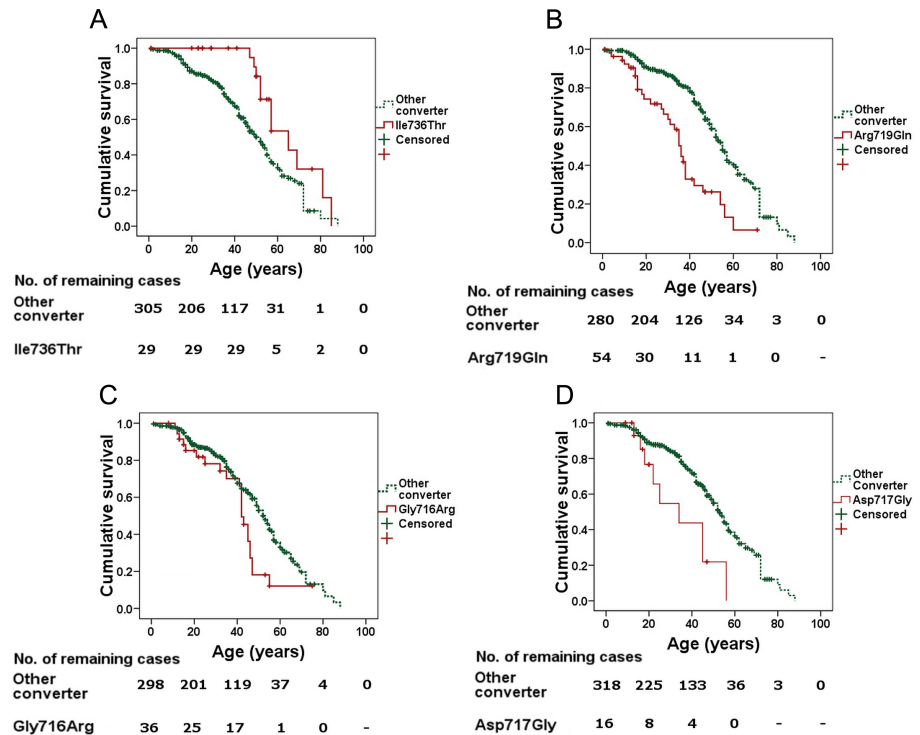 A
Cumulative survival
1.0
0.8
0.6
0.4
0.2
0.0
0 20 40 60 80 100
Age (years)
Other
converter
Ile736Thr
Censored
No. of remaining cases
Other
converter
305 206 117 31 1 0
Ile736Thr 29 29 29 5 2 0
B
Cumulative survival
1.0
0.8
0.6
0.4
0.2
0.0
0 20 40 60 80 100
Age (years)
Other
converter
Arg719Gln
Censored
No. of remaining cases
Other
converter
280 204 126 34 3 0
Arg719Gln 54 30 11 1 0 -
C
Cumulative survival
1.0
0.8
0.6
0.4
0.2
0.0
0 20 40 60 80 100
Age (years)
Other
converter
Gly716Arg
Censored
No. of remaining cases
Other
converter
298 201 119 37 4 0
Gly716Arg 36 25 17 1 0 -
D
Cumulative survival
1.0
0.8
0.6
0.4
0.2
0.0
0 20 40 60 80 100
Age (years)
Other
Converter
Asp717Gly
Censored
No. of remaining cases
Other
converter
318 225 133 36 3 0
Asp717Gly 16 8 4 0 - -